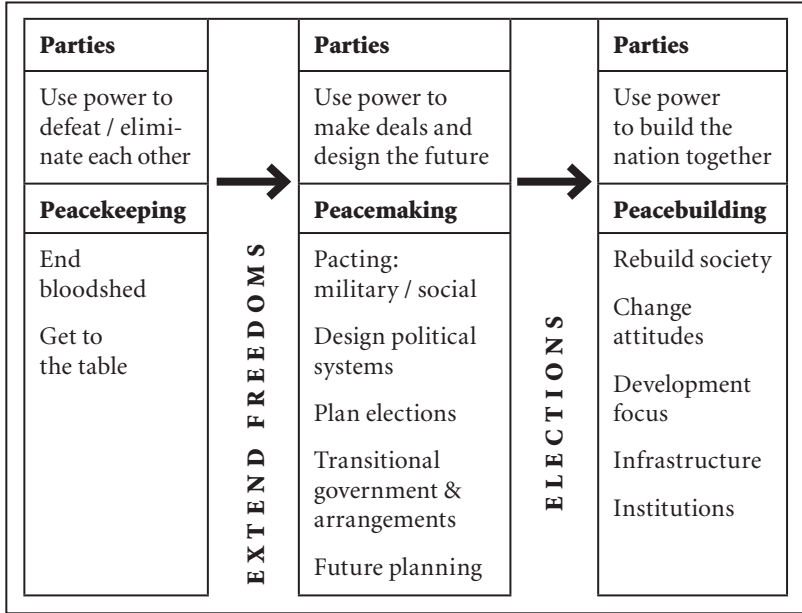 Parties
Use power to
defeat / elimi-
nate each other
Peacekeeping
End
bloodshed
Get to
the table
EXTEND FREEDOMS
Parties
Use power to
make deals and
design the future
Peacemaking
Pacting:
military / social
Design political
systems
Plan elections
Transitional
government &
arrangements
Future planning
ELECTIONS
Parties
Use power
to build the
nation together
Peacebuilding
Rebuild society
Change
attitudes
Development
focus
Infrastructure
Institutions